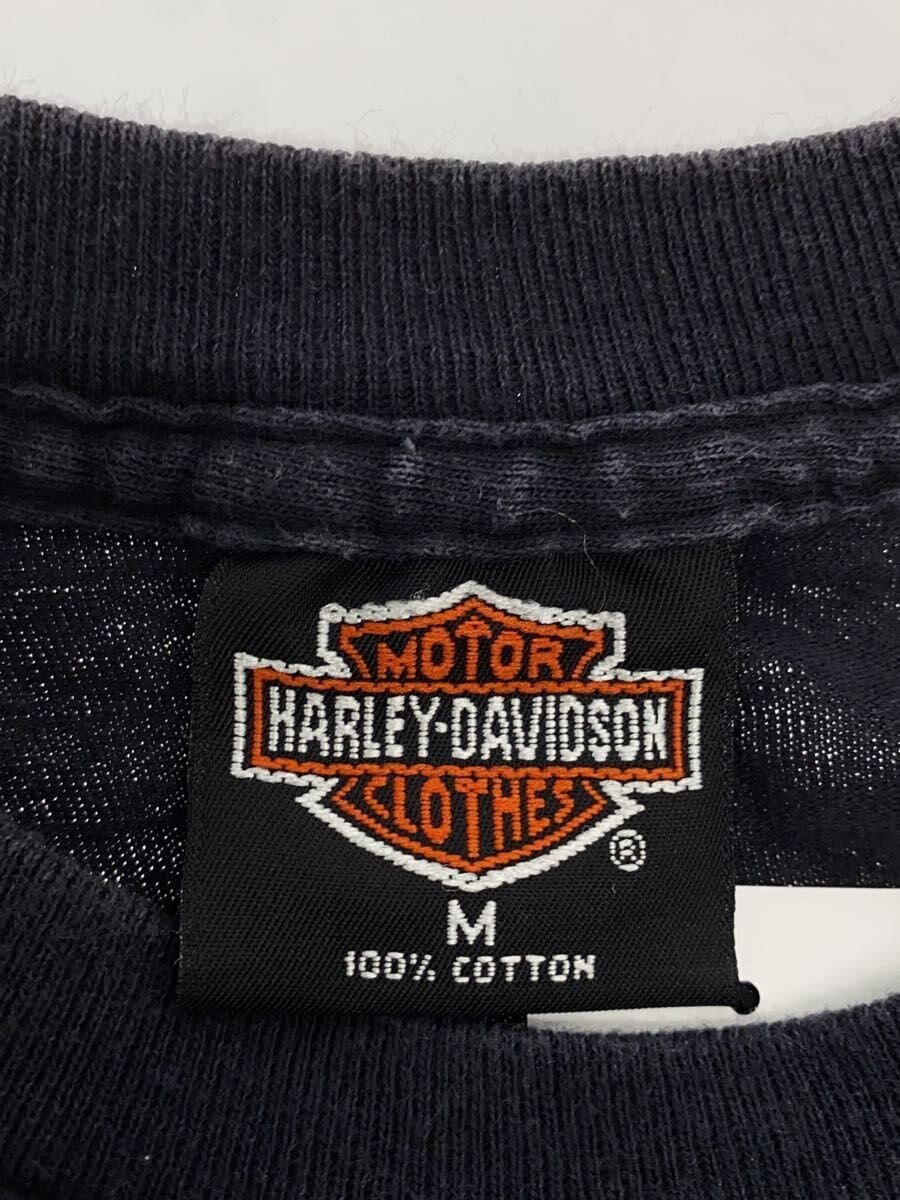 MOTOR
HARLEY-DAVIDSON
CLOTHES
®
M
100% COTTON